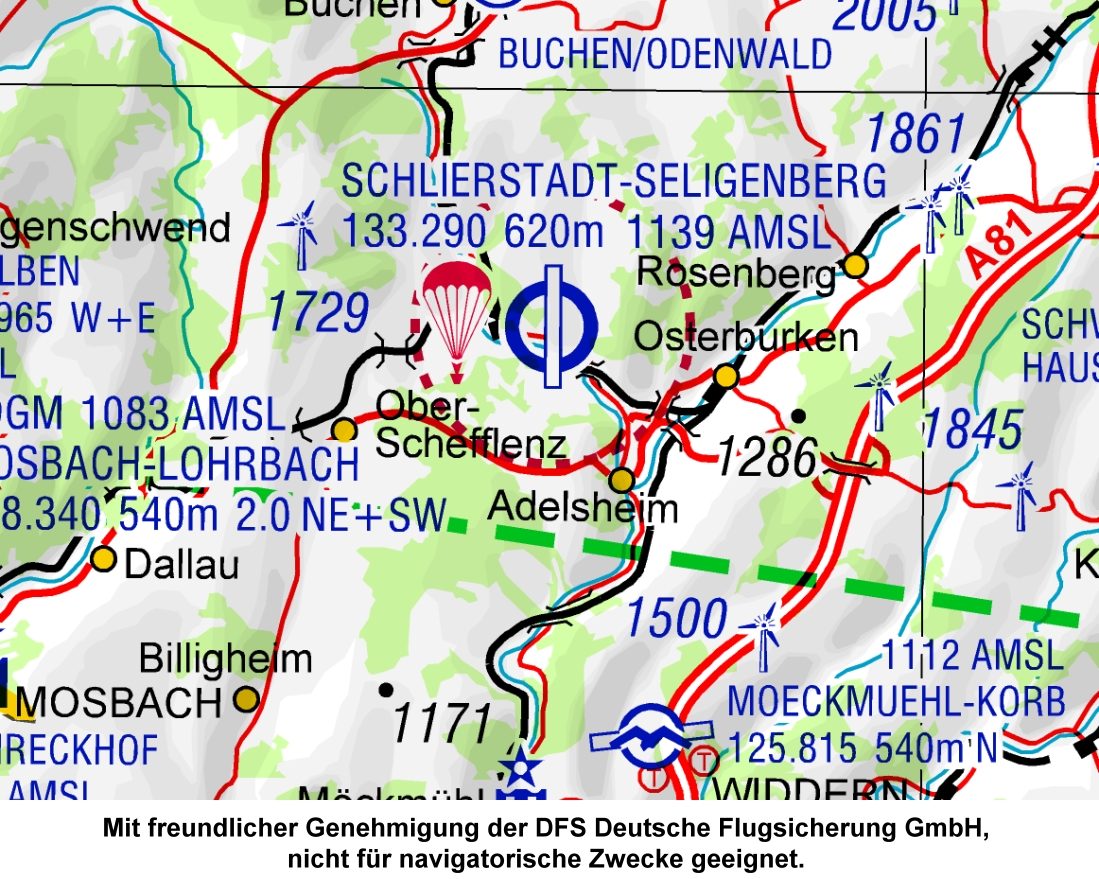 Buchen
2005
BUCHEN/ODENWALD
1861
SCHLIERSTADT-SELIGENBERG
133.290 620m 1139 AMSL
genschwend
LBEN
965 W+E
L
Rosenberg
A81
1729
Osterburken
SCHW
HAUS
GM 1083 AMSL
Ober-
Schefflenz
1286
1845
OSBACH-LOHRBACH
8.340 540m 2.0 NE+SW
Adelsheim
Dallau
K
1500
Billigheim
1112 AMSL
MOSBACH
MOECKMUEHL-KORB
1171
125.815 540m N
HRECKHOF
T
T
AMSL
Möckmühl
WIDDERN
Mit freundlicher Genehmigung der DFS Deutsche Flugsicherung GmbH,
nicht für navigatorische Zwecke geeignet.